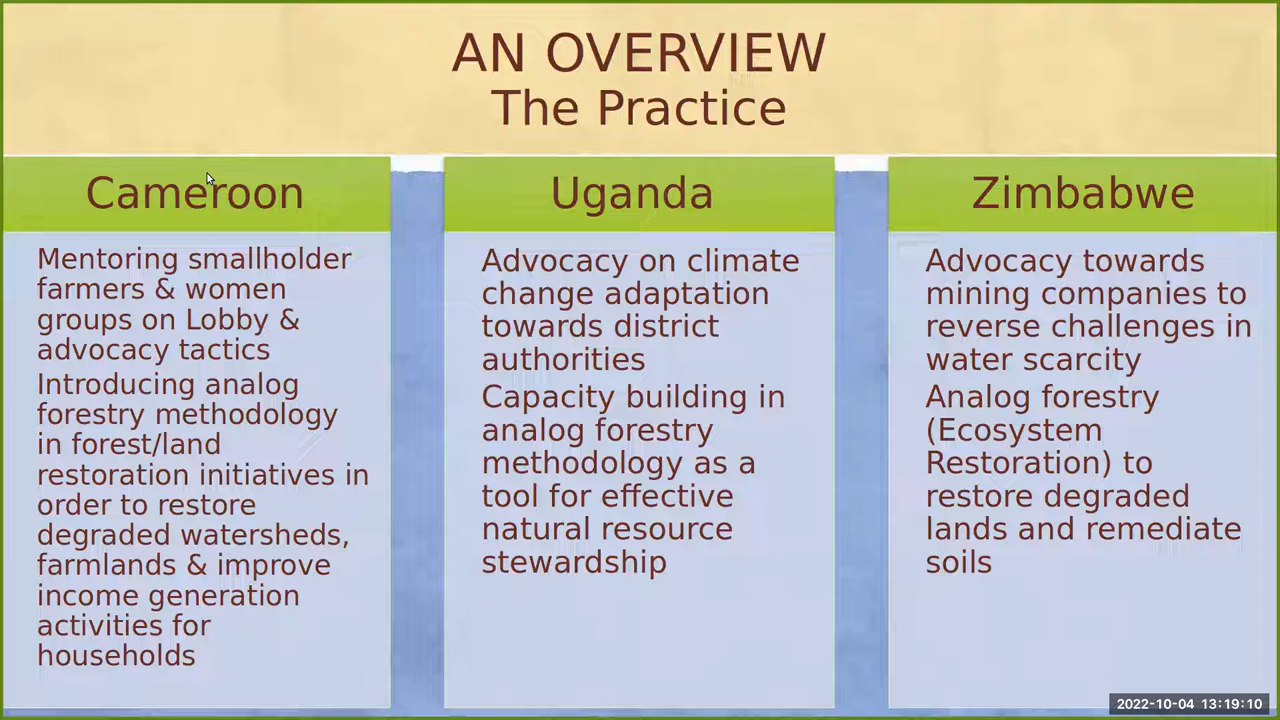 AN OVERVIEW
The Practice
Cameroon
Mentoring smallholder
farmers & women
groups on Lobby &
advocacy tactics
Introducing analog
forestry methodology
in forest/land
restoration initiatives in
order to restore
degraded watersheds,
farmlands & improve
income generation
activities for
households
Uganda
Advocacy on climate
change adaptation
towards district
authorities
Capacity building in
analog forestry
methodology as a
tool for effective
natural resource
stewardship
Zimbabwe
Advocacy towards
mining companies to
reverse challenges in
water scarcity
Analog forestry
(Ecosystem
Restoration) to
restore degraded
lands and remediate
soils
2022-10-04 13:19:10